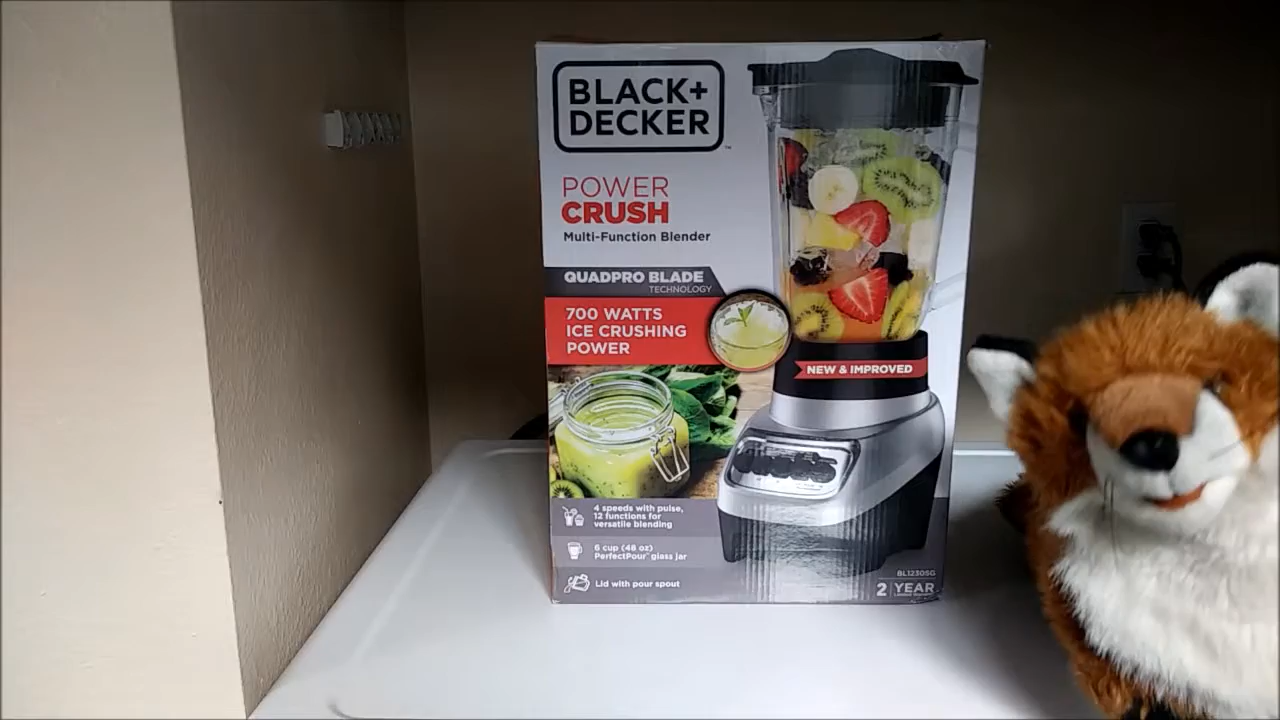 BLACK+
DECKER
™
POWER
CRUSH
Multi-Function Blender
QUADPRO BLADE
TECHNOLOGY
700 WATTS
ICE CRUSHING
POWER
NEW & IMPROVED
4 speeds with pulse,
12 functions for
versatile blending
6 cup (48 oz)
PerfectPour™ glass jar
Lid with pour spout
BL1230SG
2 YEAR